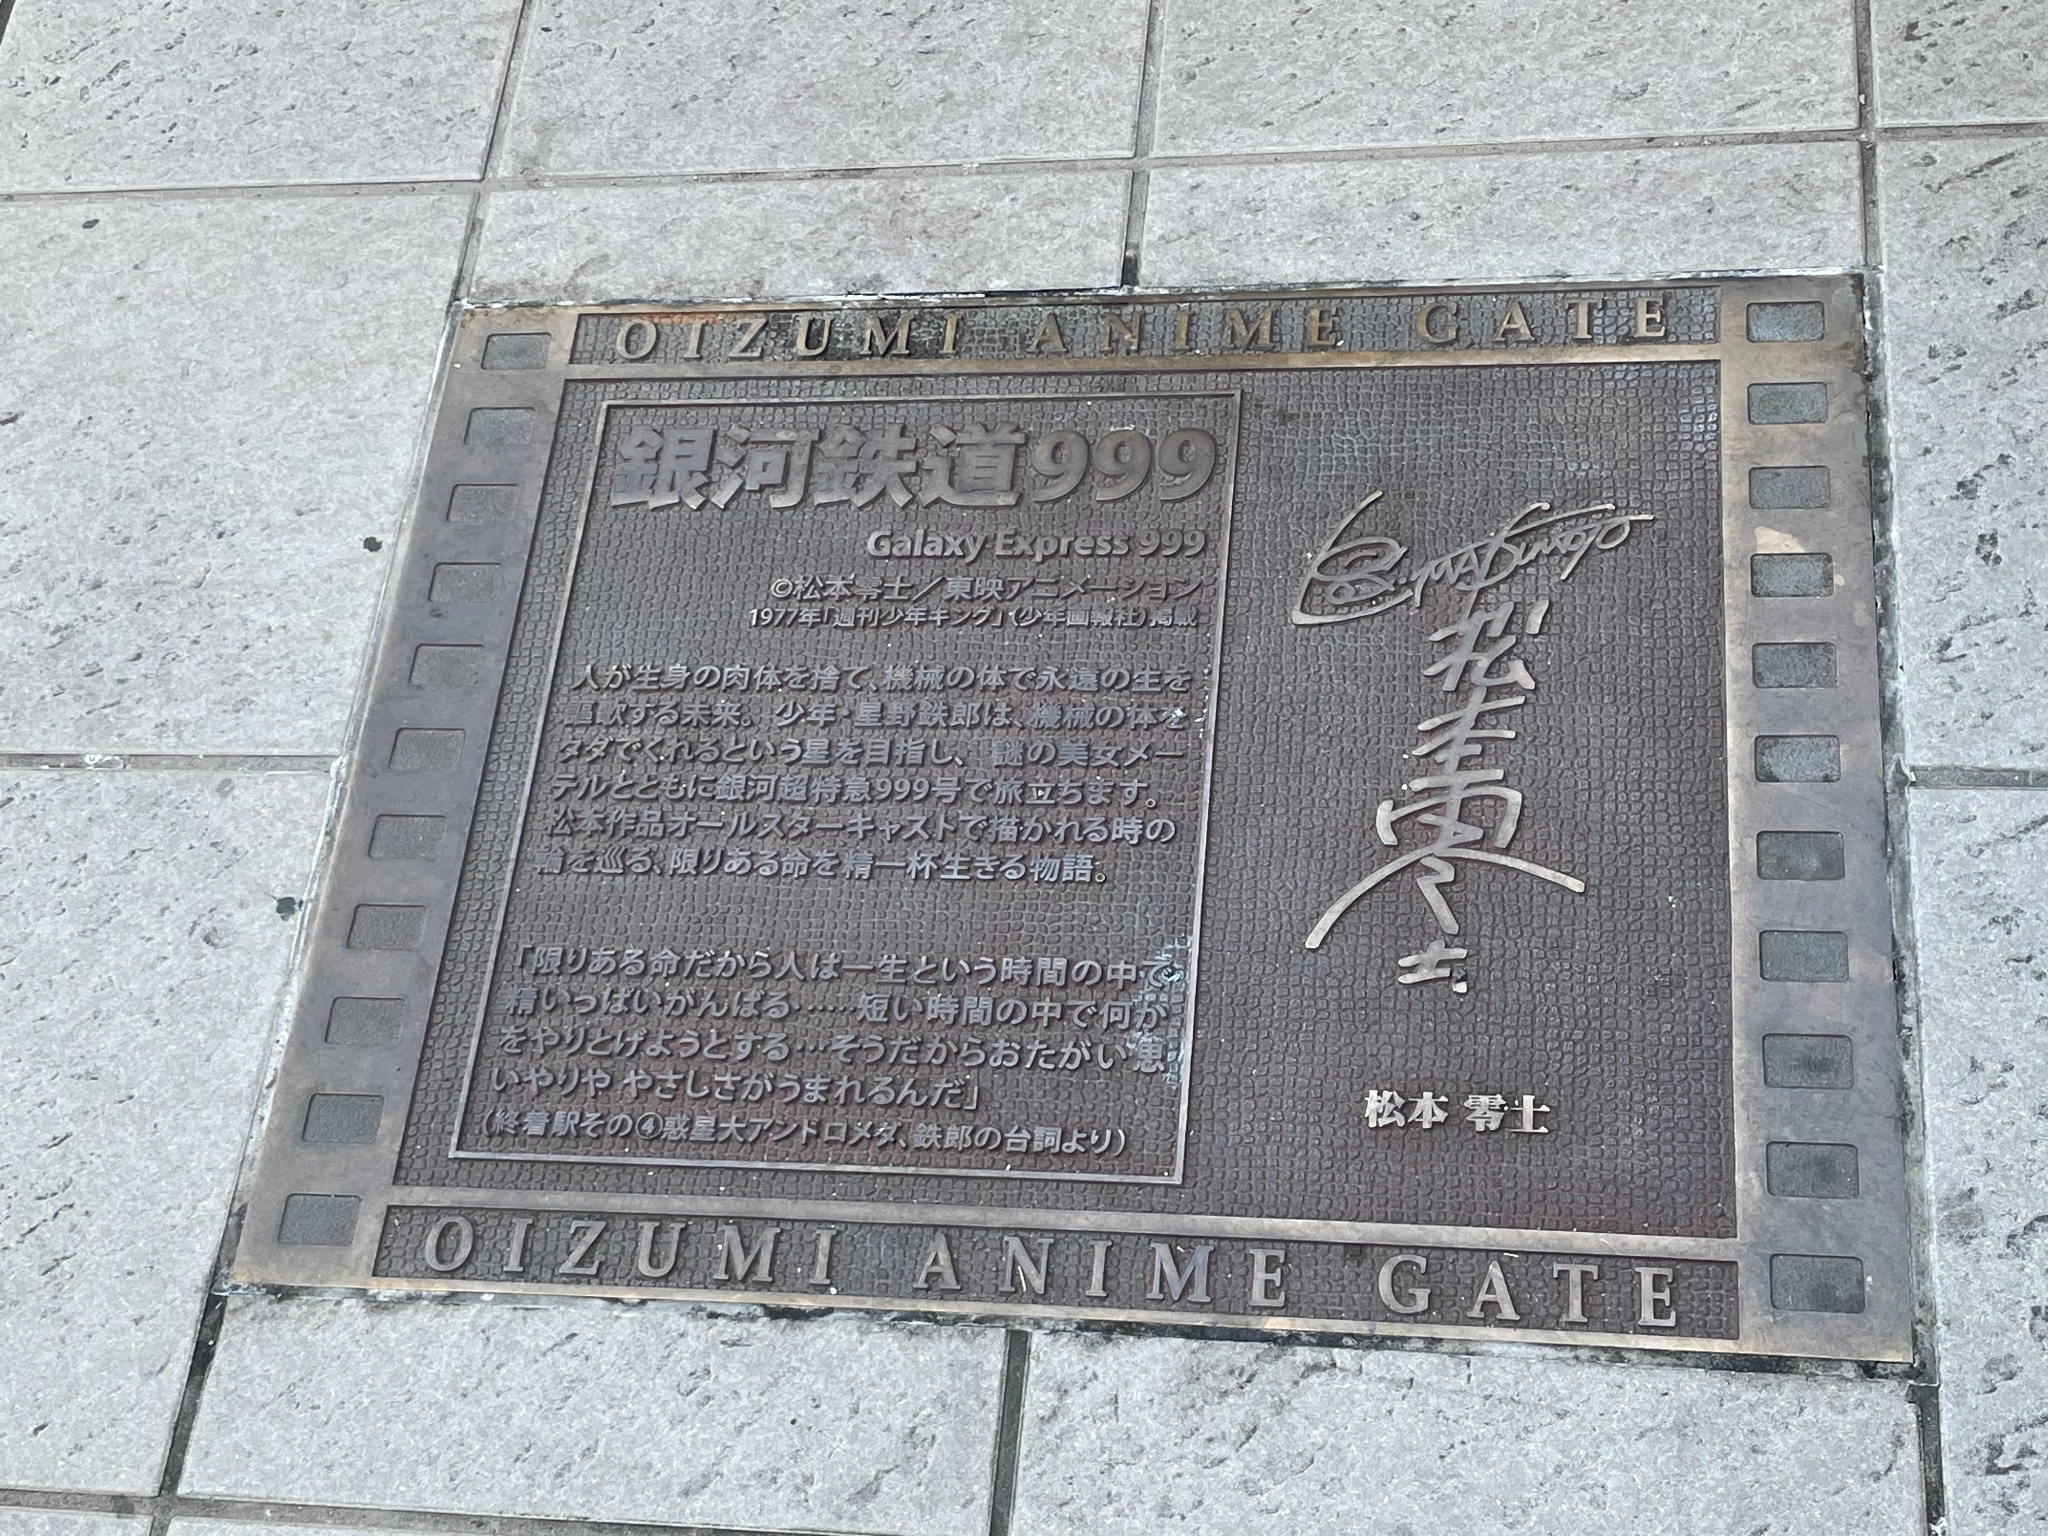 OIZUMI ANIME GATE
銀河鉄道999
Galaxy Express 999
©松本零士／東映アニメーション
1977年「週刊少年キング」(少年画報社)掲載
人が生身の肉体を捨て、機械の体で永遠の生を
謳歌する未来。少年・星野鉄郎は、機械の体を
タダでくれるという星を目指し、謎の美女メー
テルとともに銀河超特急999号で旅立ちます。
松本作品オールスターキャストで描かれる時の
輪を巡る、限りある命を精一杯生きる物語。
「限りある命だから人は一生という時間の中で
精いっぱいがんばる……短い時間の中で何か
をやりとげようとする…そうだからおたがい思
いやりや やさしさがうまれるんだ」
(終着駅その④惑星大アンドロメダ、鉄郎の台詞より)
Matsumoto
松本零士
松本 零士
OIZUMI ANIME GATE